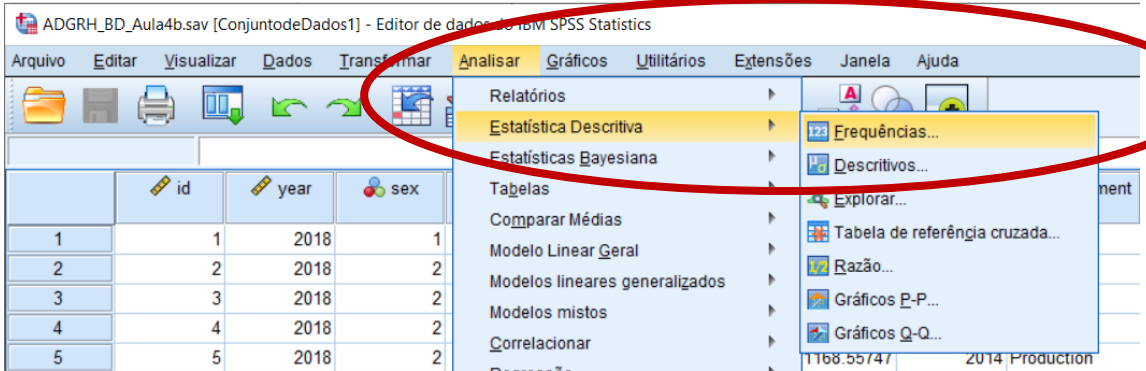 ADGRH_BD_Aula4b.sav [ConjuntodeDados1] - Editor de dados do IBM SPSS Statistics
Arquivo Editar Visualizar Dados Transformar Analisar Gráficos Utilitários Extensões Janela Ajuda
Relatórios
Estatística Descritiva
Estatísticas Bayesiana
Tabelas
Comparar Médias
Modelo Linear Geral
Modelos lineares generalizados
Modelos mistos
Correlacionar
Frequências...
Descritivos...
Explorar...
Tabela de referência cruzada...
Razão...
Gráficos P-P...
Gráficos Q-Q...
id year sex
1 1 2018 1
2 2 2018 2
3 3 2018 2
4 4 2018 2
5 5 2018 2 1168.55747 2014 Production